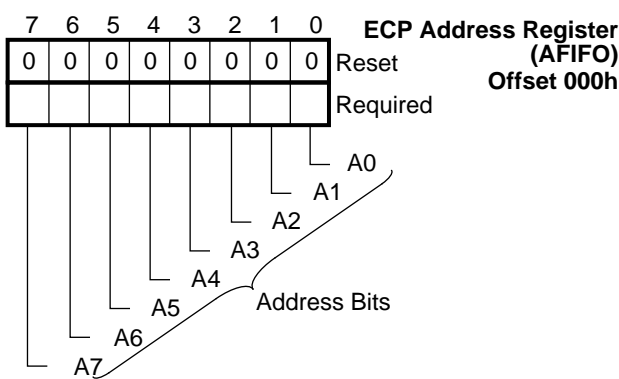 7 6 5 4 3 2 1 0
ECP Address Register
(AFIFO)
Offset 000h
0 0 0 0 0 0 0 0 Reset
Required
A0
A1
A2
A3
A4
A5
A6
A7
Address Bits